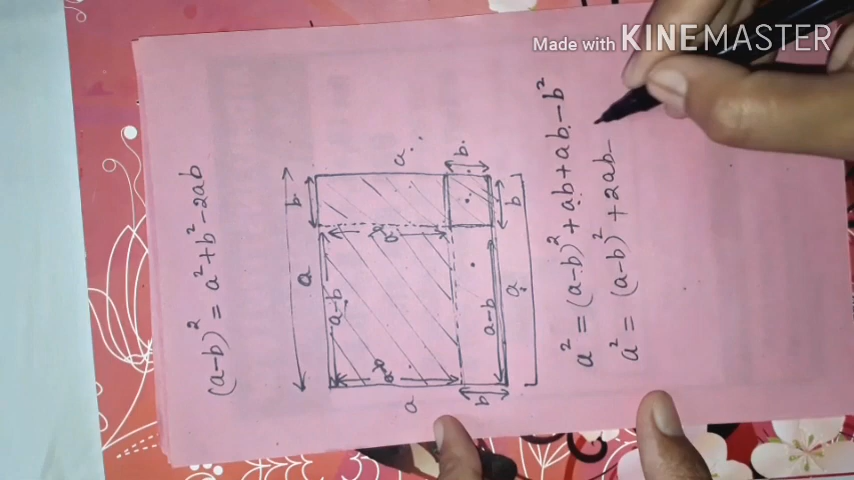 Made with KINEMASTER
(a-b)² = a²+b²-2ab
b
a
a
b
a-b
a-b
a-b
a-b
b
a
a
b
a² = (a-b)²+ab+ab-b²
a² = (a-b)²+2ab-